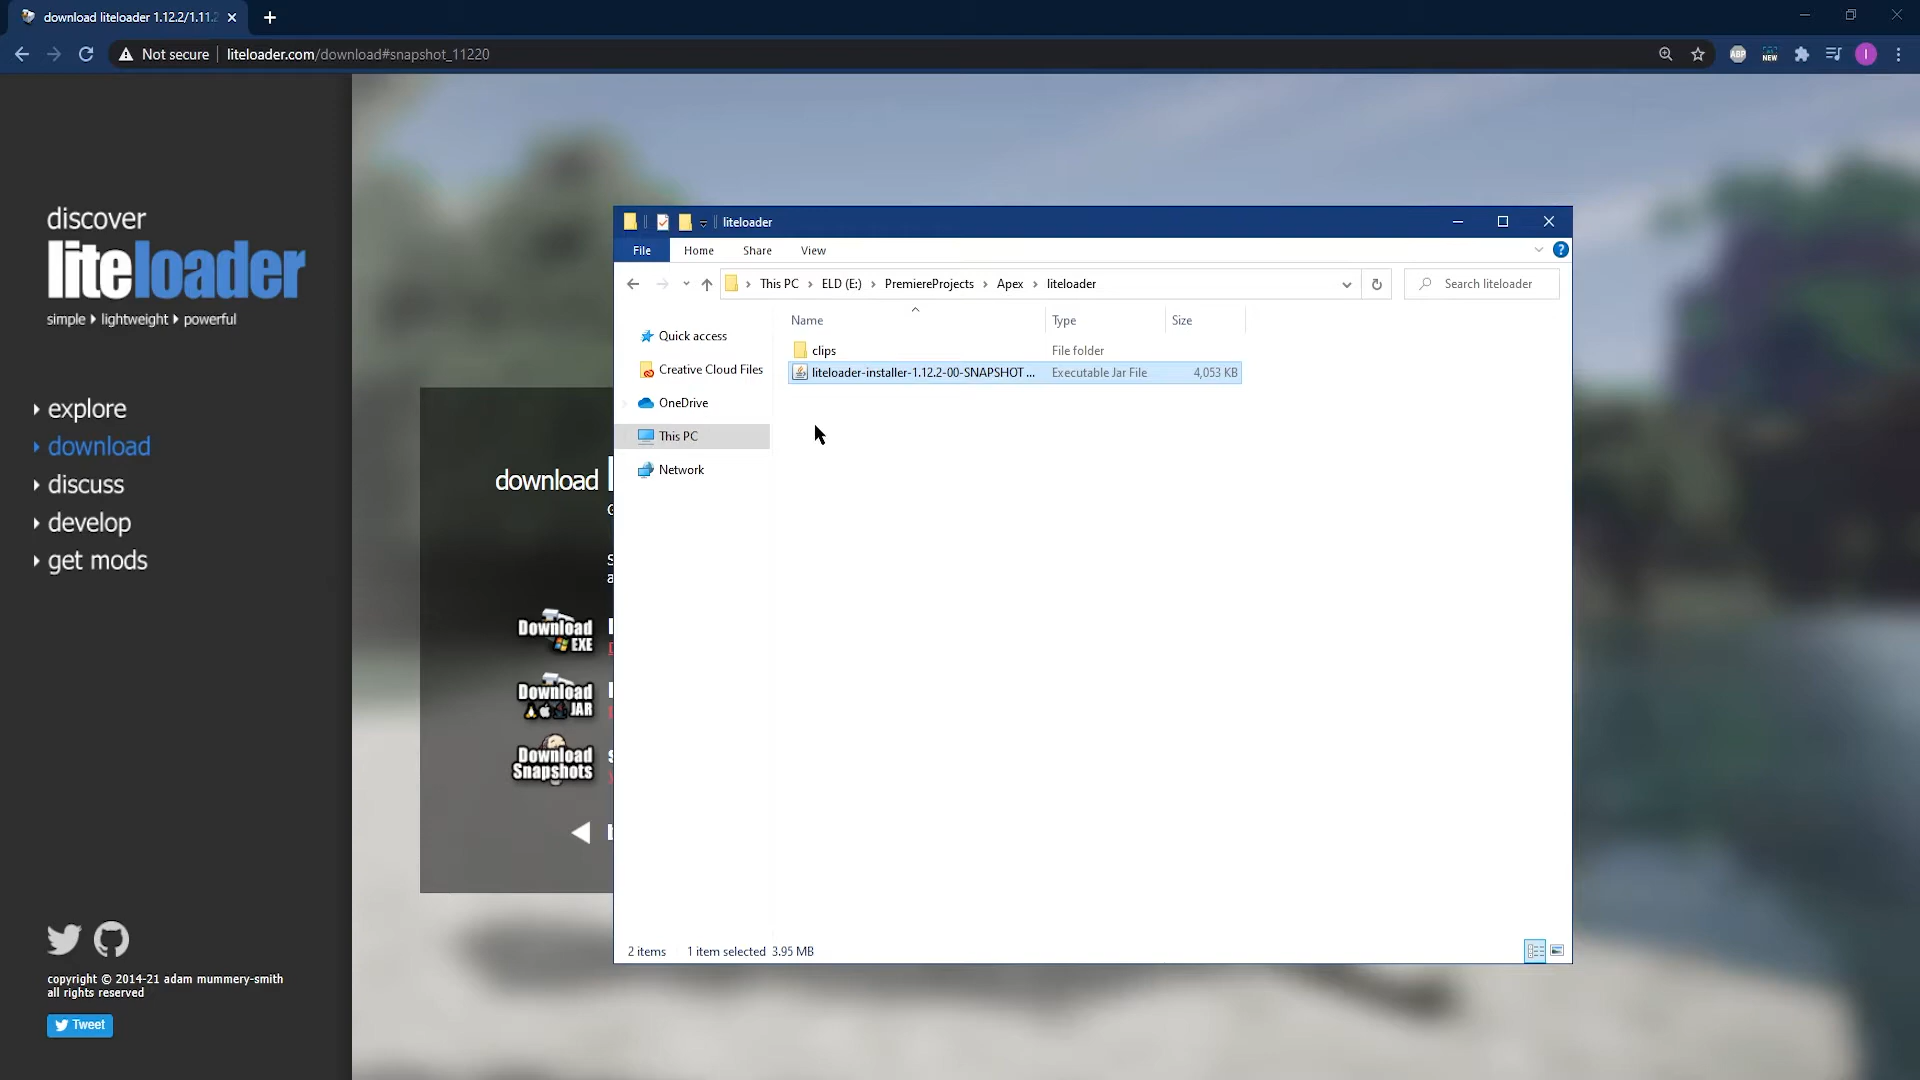 download liteloader 1.12.2/1.11.2
Not secure
liteloader.com/download#snapshot_11220
ABP
NEW
I
discover
liteloader
simple lightweight powerful
explore
download
discuss
develop
get mods
copyright © 2014-21 adam mummery-smith
all rights reserved
Tweet
download
Download
EXE
Download
JAR
Download
Snapshots
liteloader
File Home Share View
?
This PC ELD (E:) PremiereProjects Apex liteloader
Search liteloader
Quick access
Creative Cloud Files
OneDrive
This PC
Network
Name Type Size
clips File folder
liteloader-installer-1.12.2-00-SNAPSHOT ... Executable Jar File 4,053 KB
2 items 1 item selected 3.95 MB